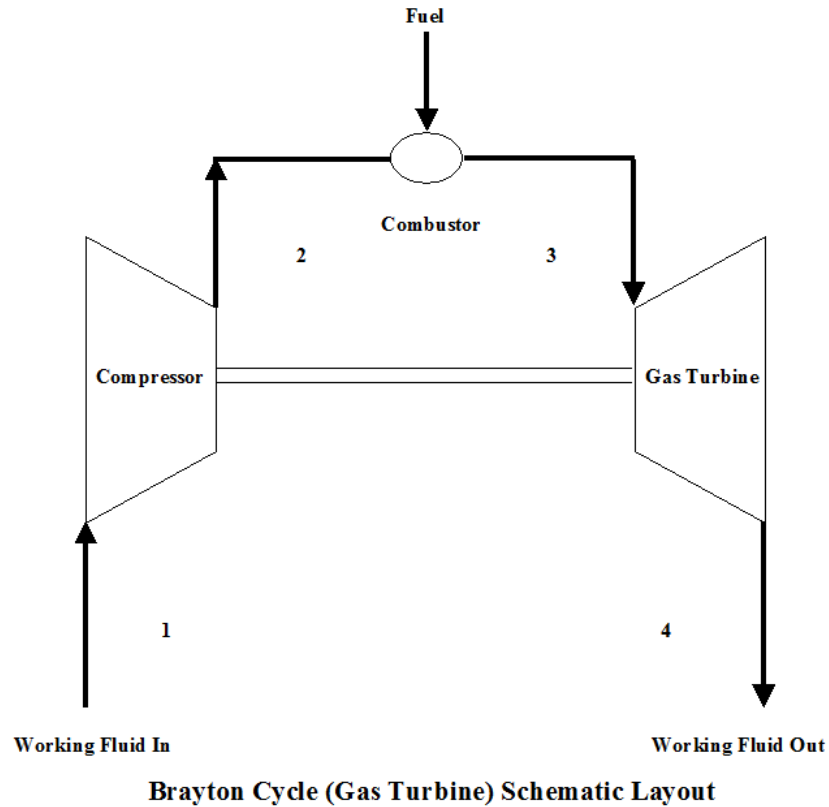 Fuel
Combustor
2
3
Compressor
Gas Turbine
1
4
Working Fluid In
Working Fluid Out
Brayton Cycle (Gas Turbine) Schematic Layout